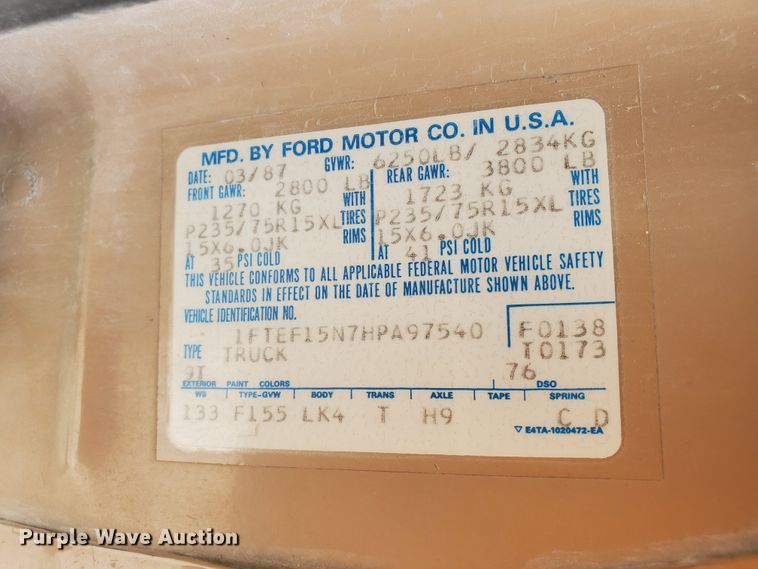 MFD. BY FORD MOTOR CO. IN U.S.A.
DATE: 03/87 GVWR: 6250LB/ 2834KG
FRONT GAWR: 2800 LB REAR GAWR: 3800 LB
1270 KG WITH 1723 KG WITH
P235/75R15XL TIRES P235/75R15XL TIRES
15X6.0JK RIMS 15X6.0JK RIMS
AT 35 PSI COLD AT 41 PSI COLD
THIS VEHICLE CONFORMS TO ALL APPLICABLE FEDERAL MOTOR VEHICLE SAFETY
STANDARDS IN EFFECT ON THE DATE OF MANUFACTURE SHOWN ABOVE.
VEHICLE IDENTIFICATION NO.
1FTEF15N7HPA97540 F0138
TYPE TRUCK T0173
9T 76
EXTERIOR PAINT COLORS DSO
WB TYPE-GVW BODY TRANS AXLE TAPE SPRING
133 F155 LK4 T H9 C D
▽ E4TA-1020472-EA
Purple Wave Auction